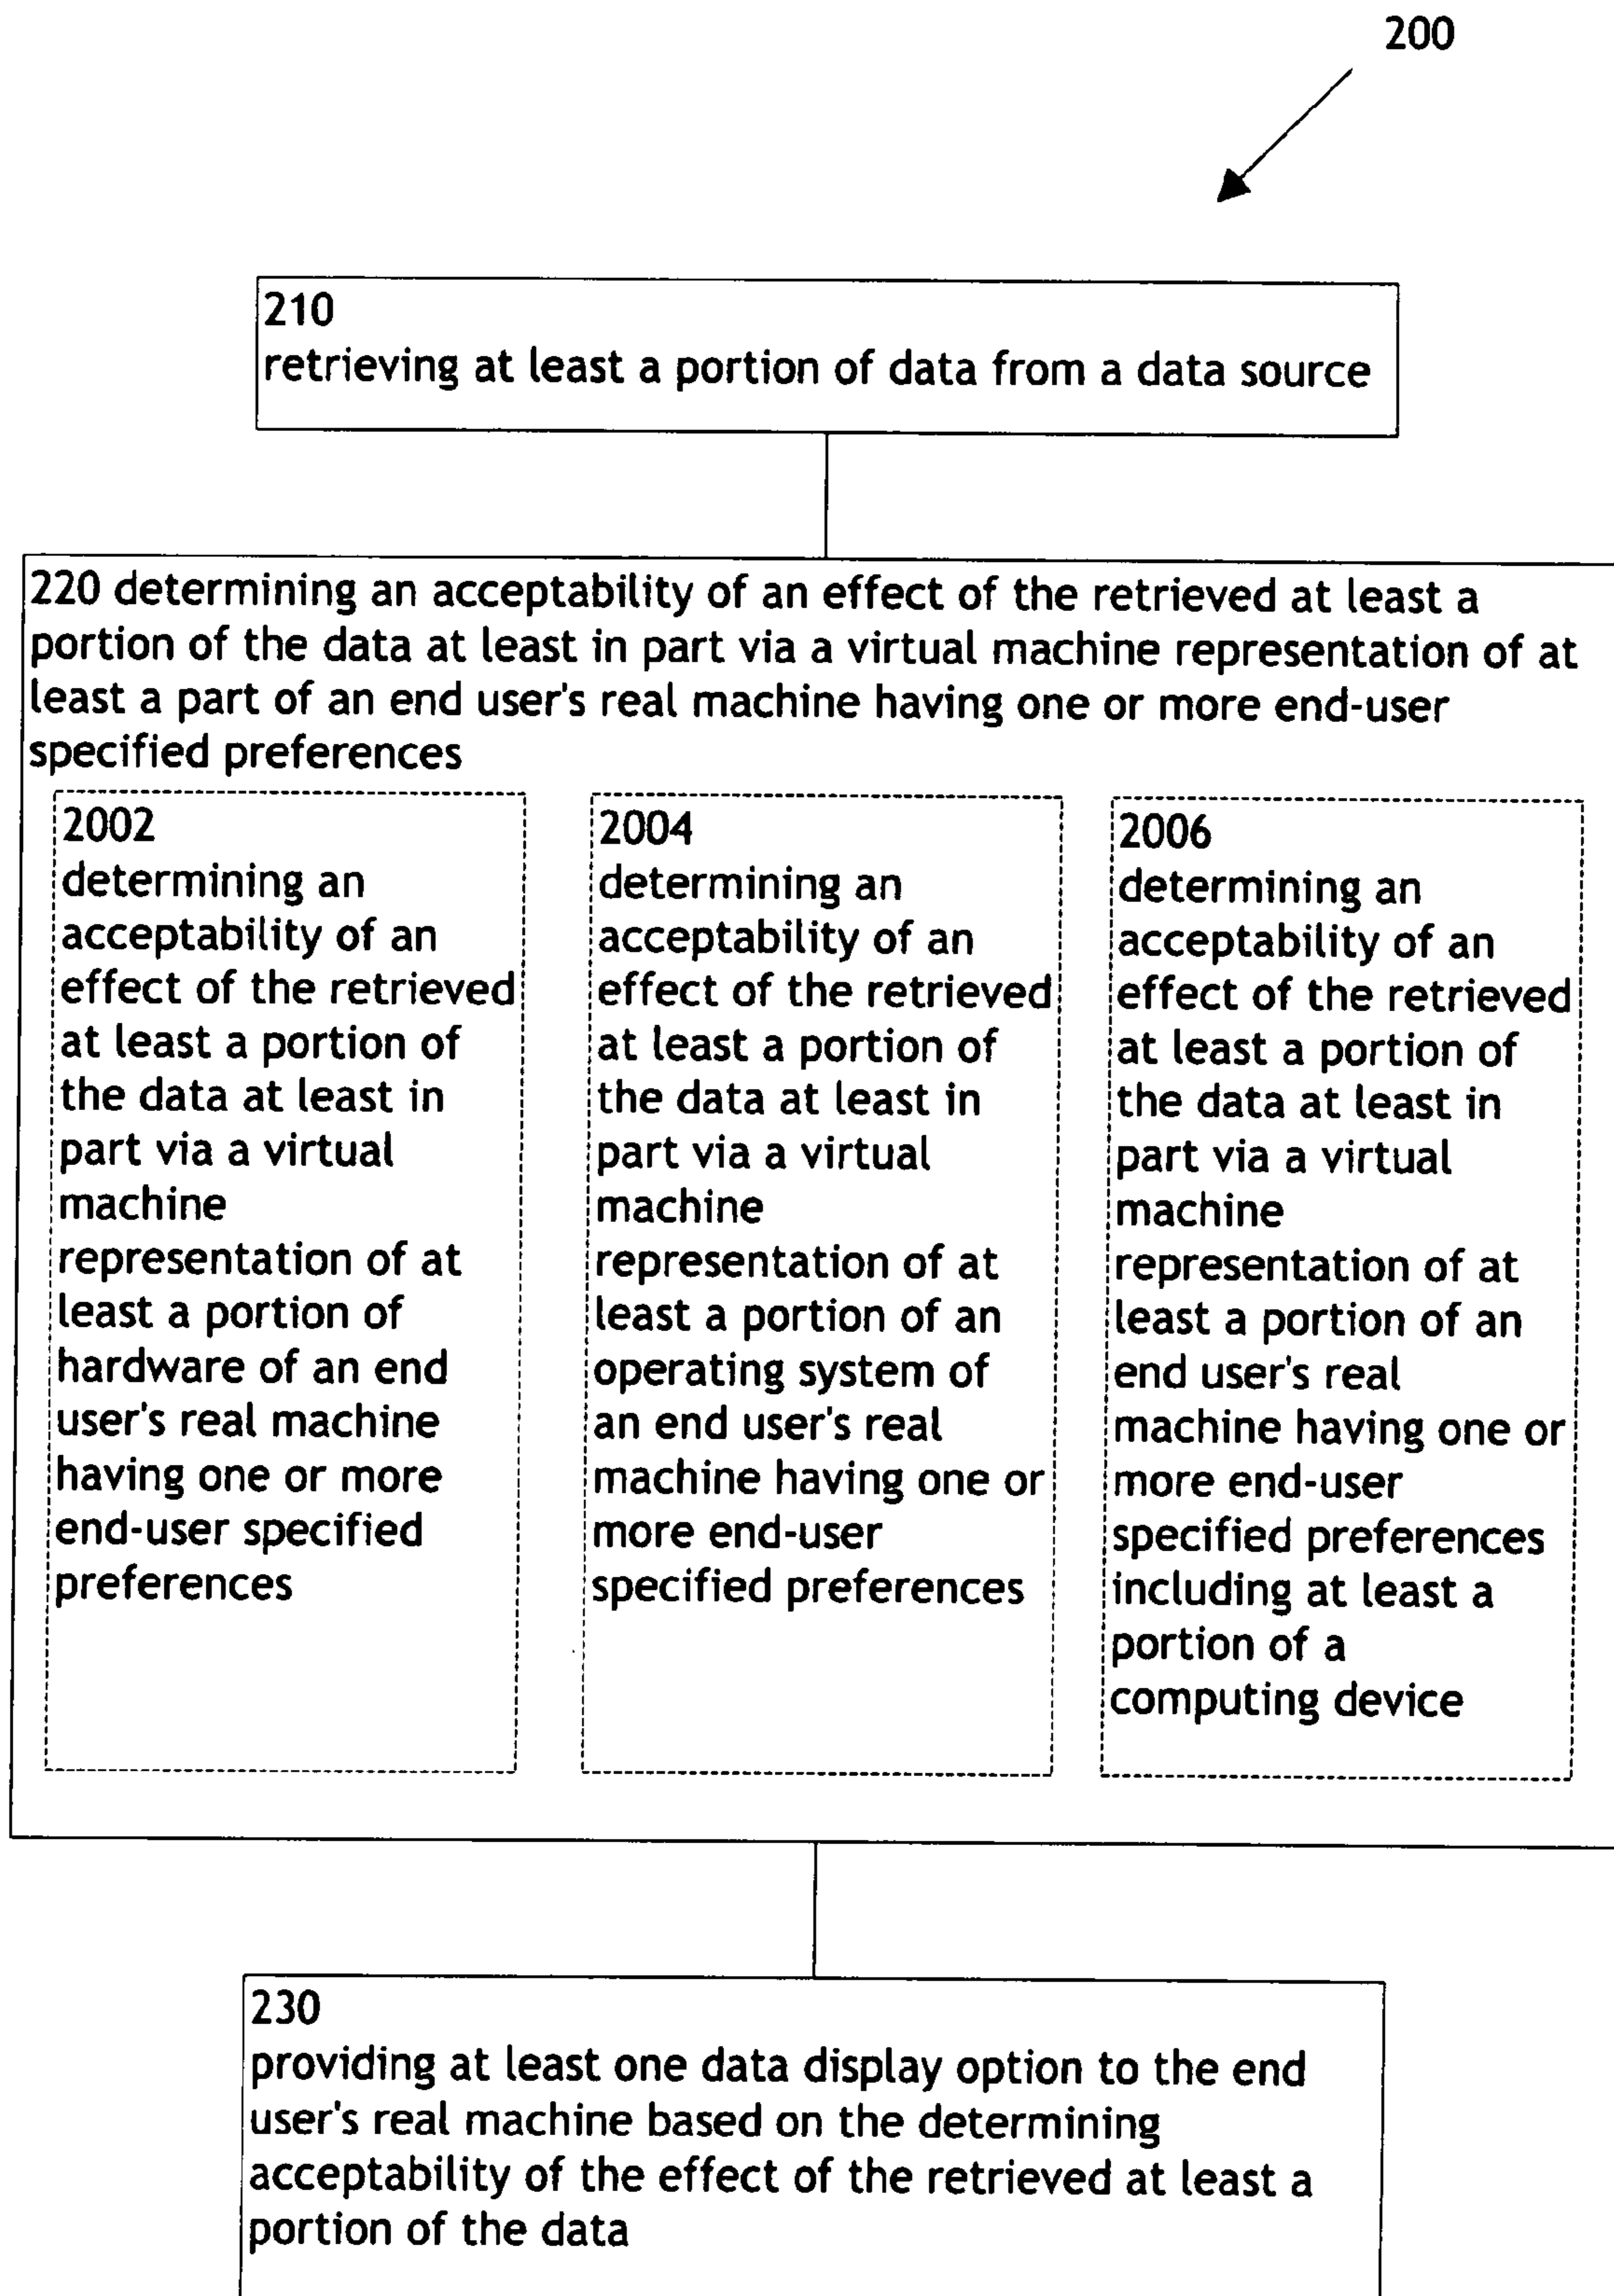 200
210
retrieving at least a portion of data from a data source
220 determining an acceptability of an effect of the retrieved at least a
portion of the data at least in part via a virtual machine representation of at
least a part of an end user's real machine having one or more end-user
specified preferences
2002
determining an
acceptability of an
effect of the retrieved
at least a portion of
the data at least in
part via a virtual
machine
representation of at
least a portion of
hardware of an end
user's real machine
having one or more
end-user specified
preferences
2004
determining an
acceptability of an
effect of the retrieved
at least a portion of
the data at least in
part via a virtual
machine
representation of at
least a portion of an
operating system of
an end user's real
machine having one or
more end-user
specified preferences
2006
determining an
acceptability of an
effect of the retrieved
at least a portion of
the data at least in
part via a virtual
machine
representation of at
least a portion of an
end user's real
machine having one or
more end-user
specified preferences
including at least a
portion of a
computing device
230
providing at least one data display option to the end
user's real machine based on the determining
acceptability of the effect of the retrieved at least a
portion of the data